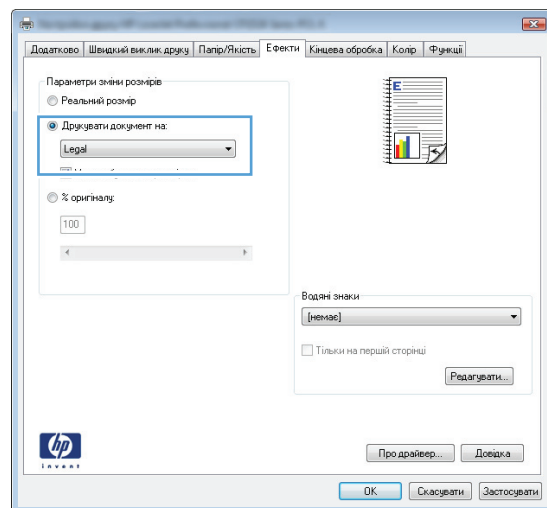 Додатково Швидкий виклик друку Папір/Якість Ефекти Кінцева обробка Колір Функції
Параметри зміни розмірів
Реальний розмір
Друкувати документ на:
Legal
% оригіналу:
100
E
Водяні знаки
[немає]
Тільки на першій сторінці
Редагувати...
hp
invent
Про драйвер... Довідка
OK Скасувати Застосувати